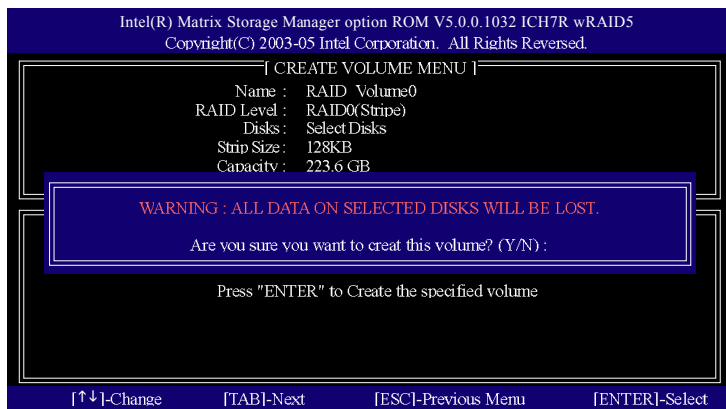 Intel(R) Matrix Storage Manager option ROM V5.0.0.1032 ICH7R wRAID5
Copyright(C) 2003-05 Intel Corporation. All Rights Reversed.
[ CREATE VOLUME MENU ]
Name : RAID_Volume0
RAID Level : RAID0(Stripe)
Disks : Select Disks
Strip Size : 128KB
Capacity : 223.6 GB
WARNING : ALL DATA ON SELECTED DISKS WILL BE LOST.
Are you sure you want to creat this volume? (Y/N) :
Press "ENTER" to Create the specified volume
[↑↓]-Change [TAB]-Next [ESC]-Previous Menu [ENTER]-Select